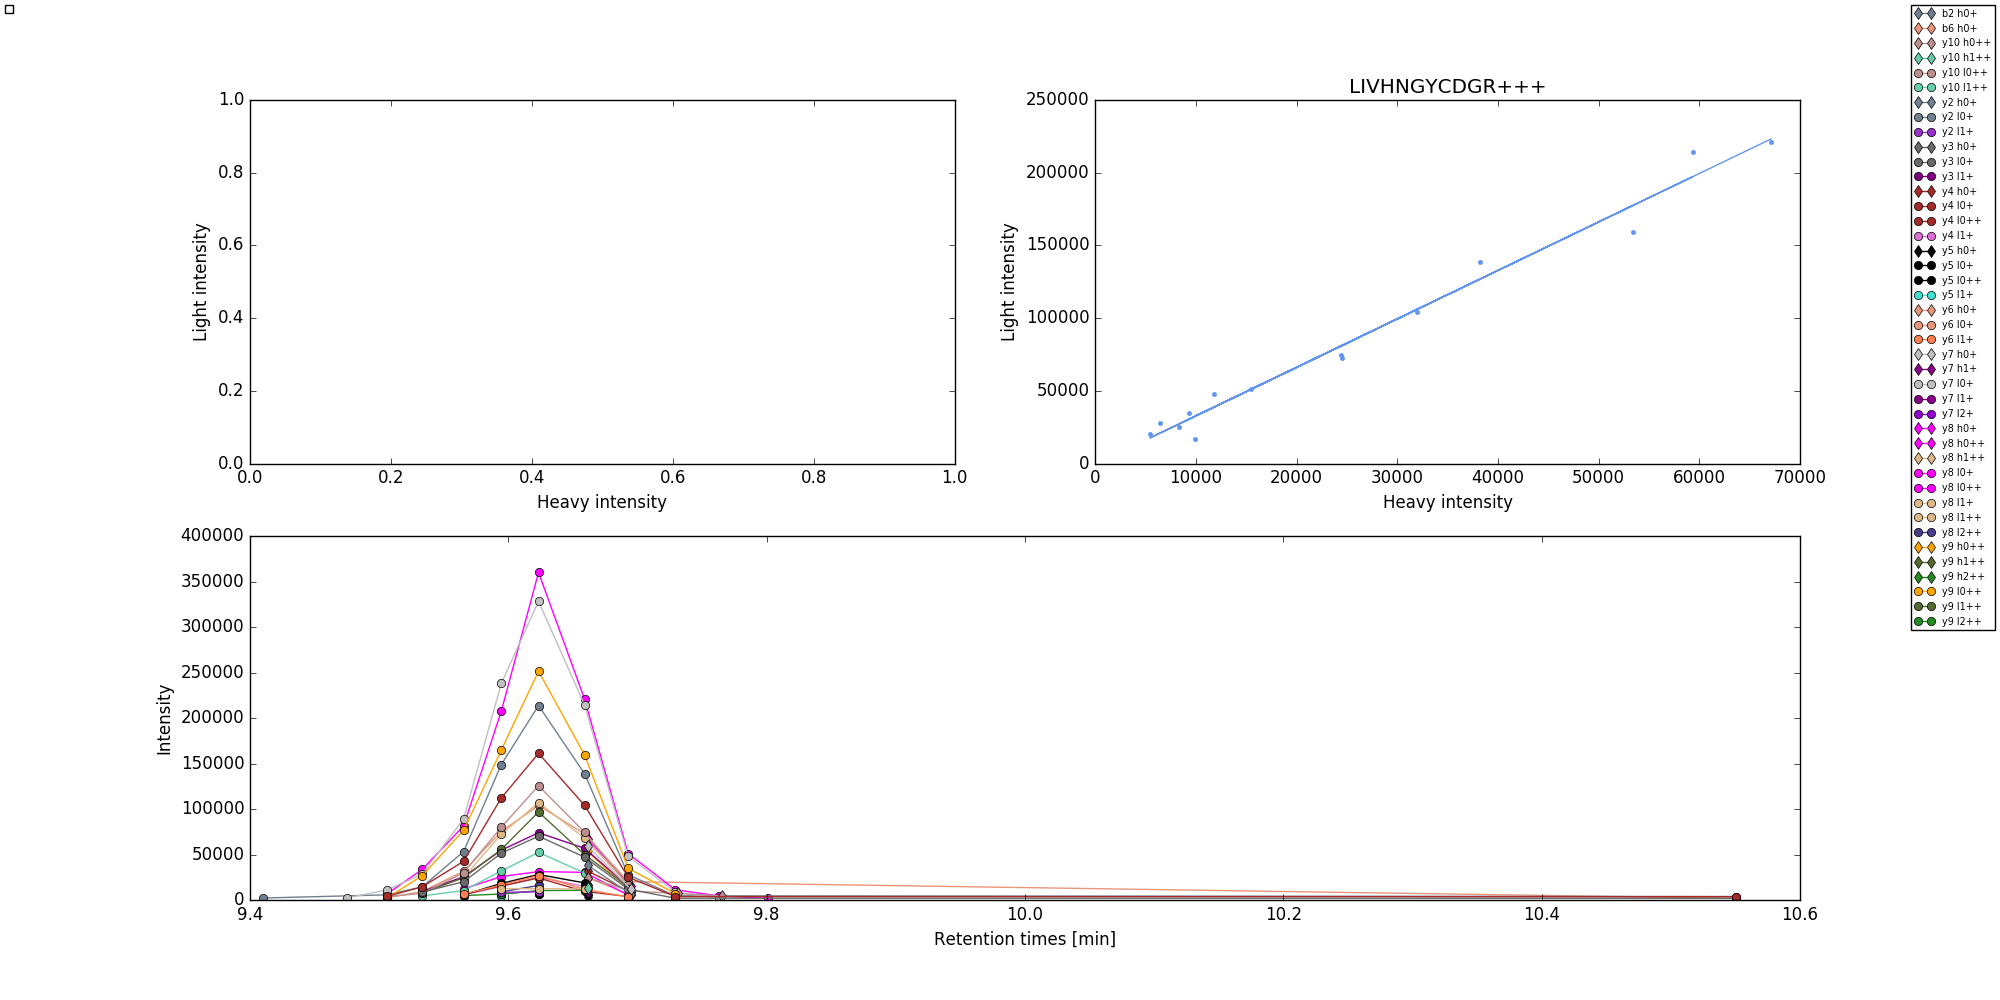 LIVHNGYCDGR+++
1.0
0.8
0.6
0.4
0.2
0.0
Light intensity
0.0 0.2 0.4 0.6 0.8 1.0
Heavy intensity
250000
200000
150000
100000
50000
0
Light intensity
0 10000 20000 30000 40000 50000 60000 70000
Heavy intensity
400000
350000
300000
250000
200000
150000
100000
50000
0
Intensity
9.4 9.6 9.8 10.0 10.2 10.4 10.6
Retention times [min]
b2 h0+
b6 h0+
y10 h0++
y10 h1++
y10 l0++
y10 l1++
y2 h0+
y2 l0+
y2 l1+
y3 h0+
y3 l0+
y3 l1+
y4 h0+
y4 l0+
y4 l0++
y4 l1+
y5 h0+
y5 l0+
y5 l0++
y5 l1+
y6 h0+
y6 l0+
y6 l1+
y7 h0+
y7 h1+
y7 l0+
y7 l1+
y7 l2+
y8 h0+
y8 h0++
y8 h1++
y8 l0+
y8 l0++
y8 l1+
y8 l1++
y8 l2++
y9 h0++
y9 h1++
y9 h2++
y9 l0++
y9 l1++
y9 l2++